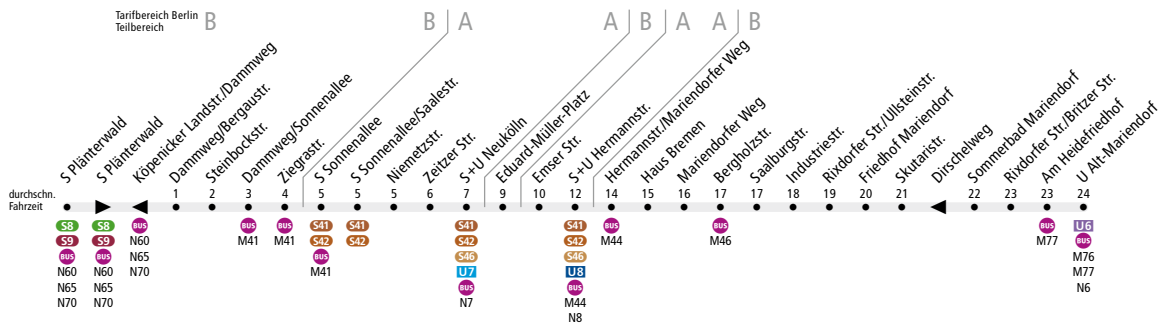 Tarifbereich Berlin
Teilbereich
B B A A B A A B
S Plänterwald
S Plänterwald
Köpenicker Landstr./Dammweg
Dammweg/Bergaustr.
Steinbockstr.
Dammweg/Sonnenallee
Ziegrastr.
S Sonnenallee
S Sonnenallee/Saalestr.
Niemetzstr.
Zeitzer Str.
S+U Neukölln
Eduard-Müller-Platz
Emser Str.
S+U Hermannstr.
Hermannstr./Mariendorfer Weg
Haus Bremen
Mariendorfer Weg
Bergholzstr.
Saalburgstr.
Industriestr.
Rixdorfer Str./Ullsteinstr.
Friedhof Mariendorf
Skutaristr.
Dirschelweg
Sommerbad Mariendorf
Rixdorfer Str./Britzer Str.
Am Heidefriedhof
U Alt-Mariendorf
durchschn.
Fahrzeit
1 2 3 4 5 5 5 6 7 9 10 12 14 15 16 17 17 18 19 20 21 22 23 23 24
S8
S9
BUS
N60
N65
N70
S8
S9
BUS
N60
N65
N70
BUS
N60
N65
N70
BUS
M41
BUS
M41
S41
S42
BUS
M41
S41
S42
S41
S42
S46
U7
BUS
N7
S41
S42
S46
U8
BUS
M44
N8
BUS
M44
BUS
M46
BUS
M77
U6
BUS
M76
M77
N6